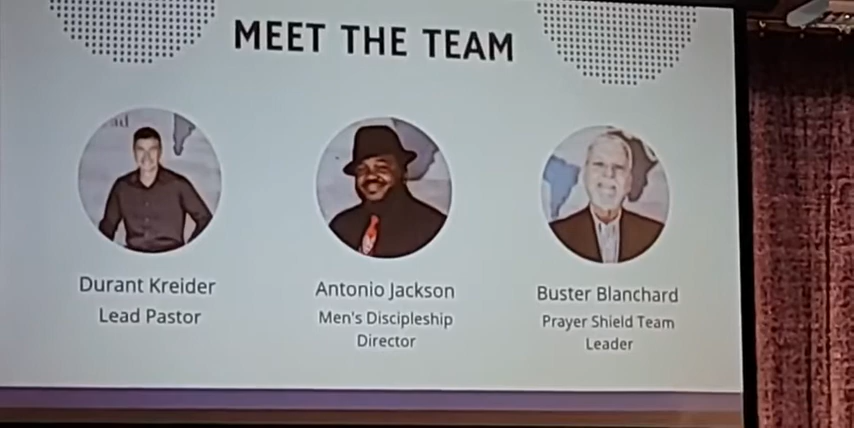 MEET THE TEAM
Durant Kreider
Lead Pastor
Antonio Jackson
Men's Discipleship
Director
Buster Blanchard
Prayer Shield Team
Leader